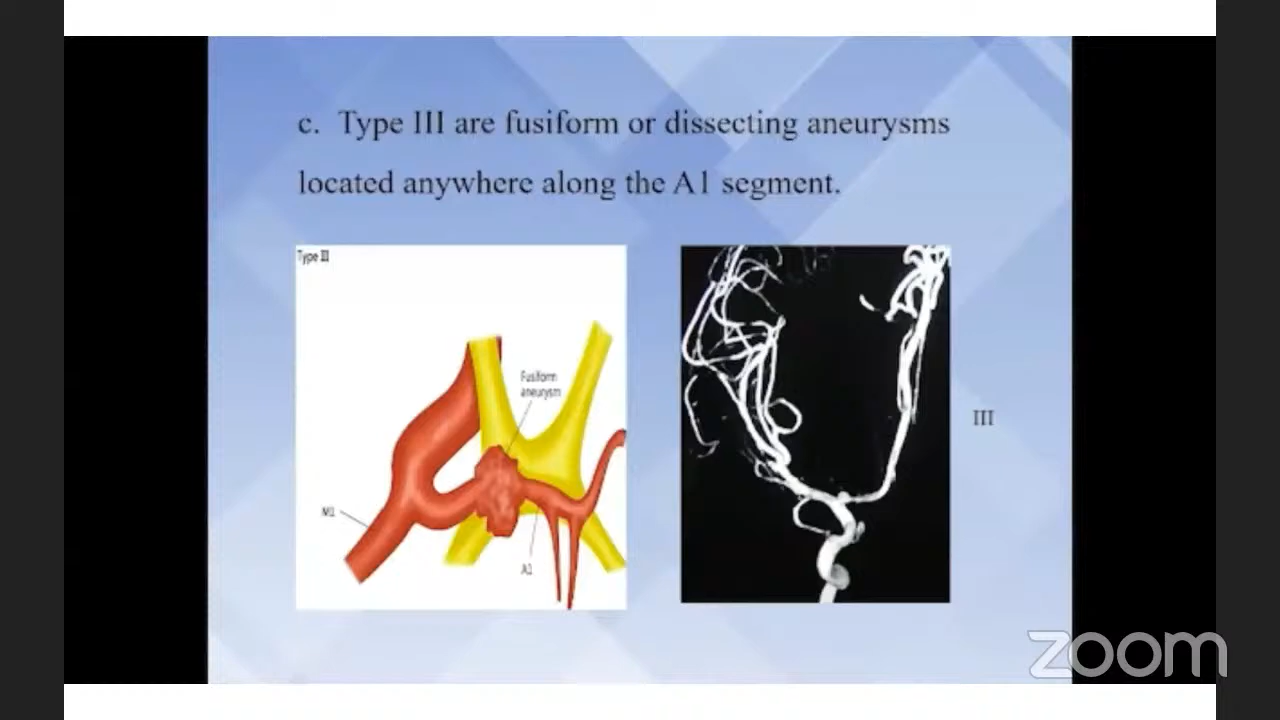 c. Type III are fusiform or dissecting aneurysms
located anywhere along the A1 segment.
Type III
Fusiform
aneurysm
M1
A1
III
zoom